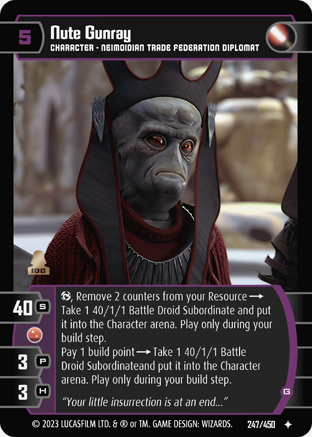 5
Nute Gunray
CHARACTER - NEIMOIDIAN TRADE FEDERATION DIPLOMAT
100
40 S
3 P
3 H
, Remove 2 counters from your Resource →
Take 1 40/1/1 Battle Droid Subordinate and put
it into the Character arena. Play only during your
build step.
Pay 1 build point → Take 1 40/1/1 Battle
Droid Subordinateand put it into the Character
arena. Play only during your build step.
G
"Your little insurrection is at an end..."
© 2023 LUCASFILM LTD. & ® or TM. GAME DESIGN: WIZARDS.
247/450